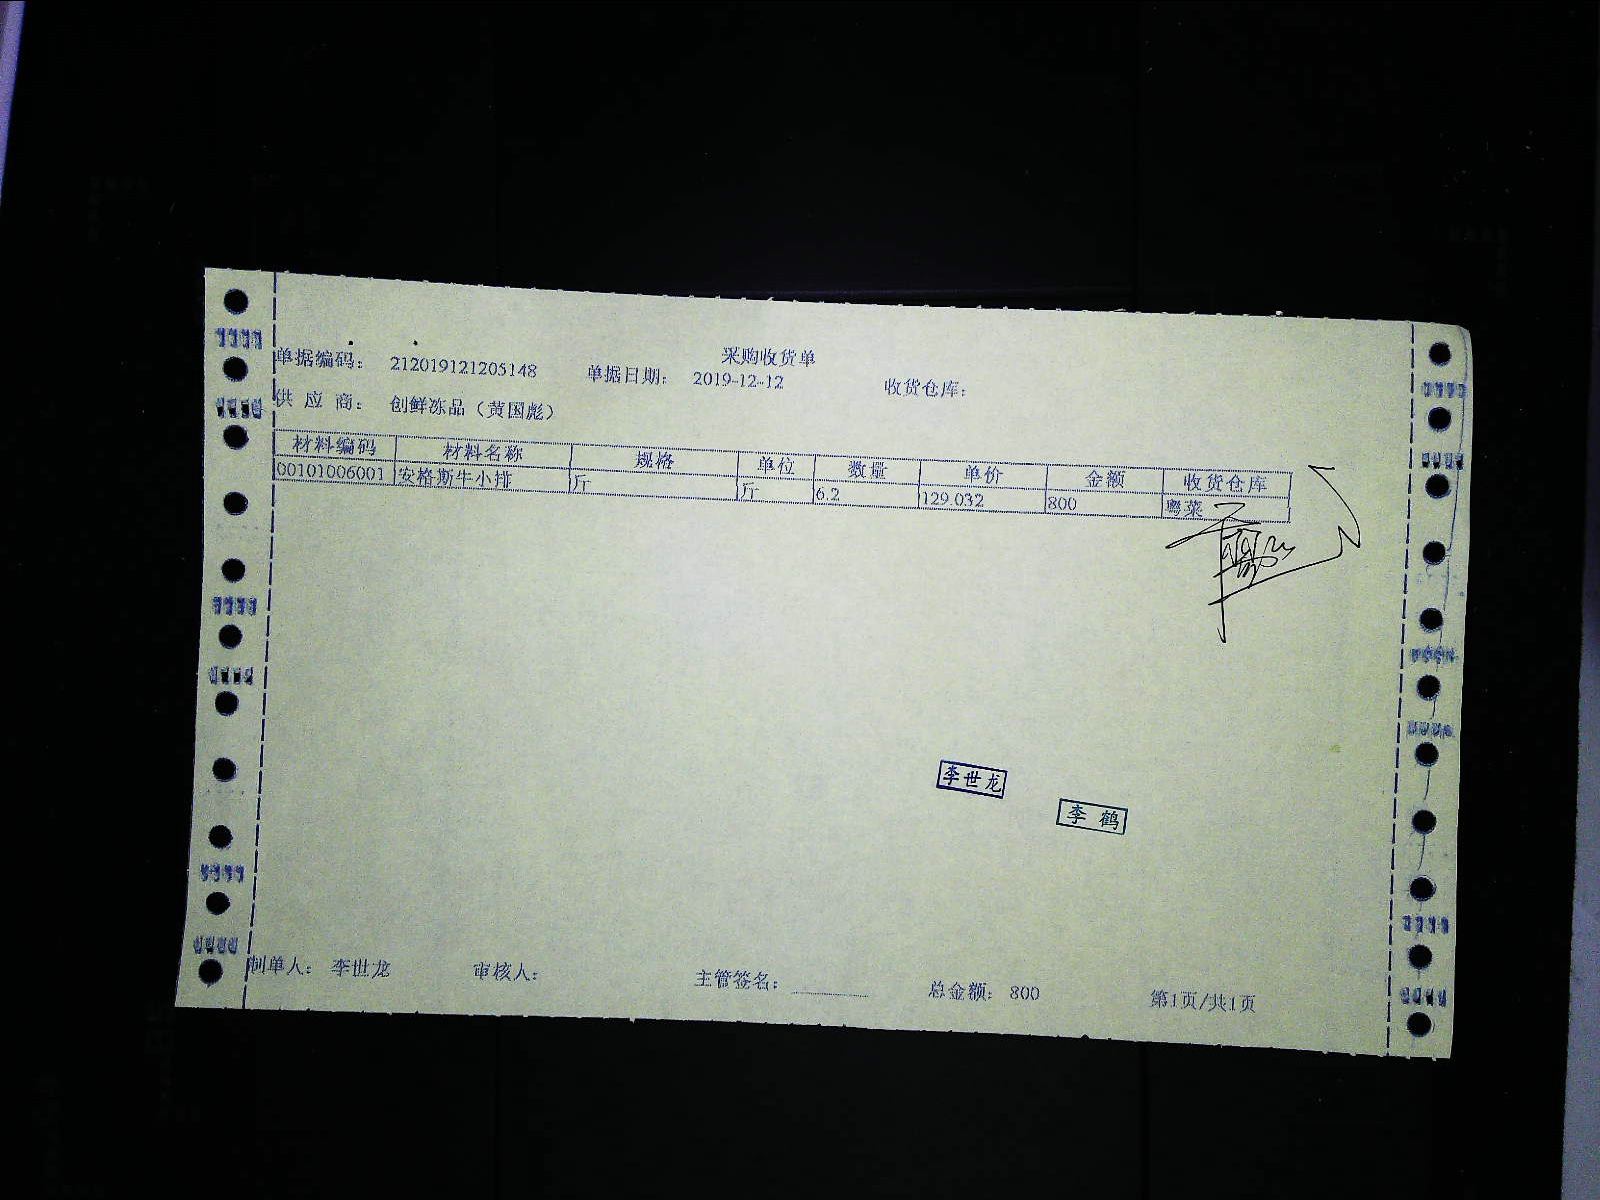 采购收货单
单据编码： 212019121205148 单据日期： 2019-12-12 收货仓库：
供 应 商： 创鲜冻品（黄国彪）
材料编码 材料名称 规格 单位 数量 单价 金额 收货仓库
00101006001 安格斯牛小排 斤 斤 6.2 129.032 800 粤菜
李世龙
李 鹤
制单人： 李世龙 审核人： 主管签名： 总金额： 800 第1页/共1页